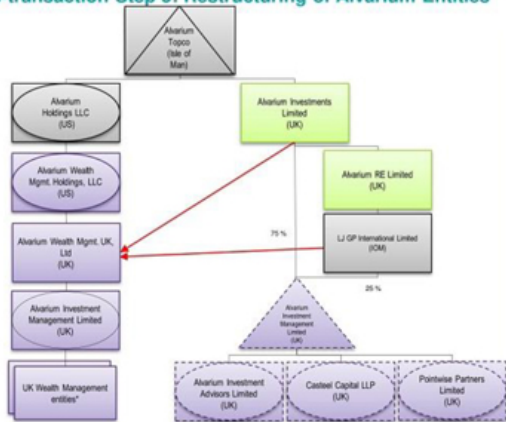 transaction Step 5: Restructuring of Alvarium Entities
Alvarium
Topco
(Isle of
Man)
Alvarium
Holdings LLC
(US)
Alvarium Investments
Limited
(UK)
Alvarium Wealth
Mgmt. Holdings, LLC
(US)
Alvarium RE Limited
(UK)
Alvarium Wealth Mgmt. UK,
Ltd
(UK)
75 %
LJ GP International Limited
(IOM)
25 %
Alvarium Investment
Management Limited
(UK)
Alvarium
Investment
Management
Limited
(UK)
UK Wealth Management
entities*
Alvarium Investment
Advisors Limited
(UK)
Casteel Capital LLP
(UK)
Pointwise Partners
Limited
(UK)